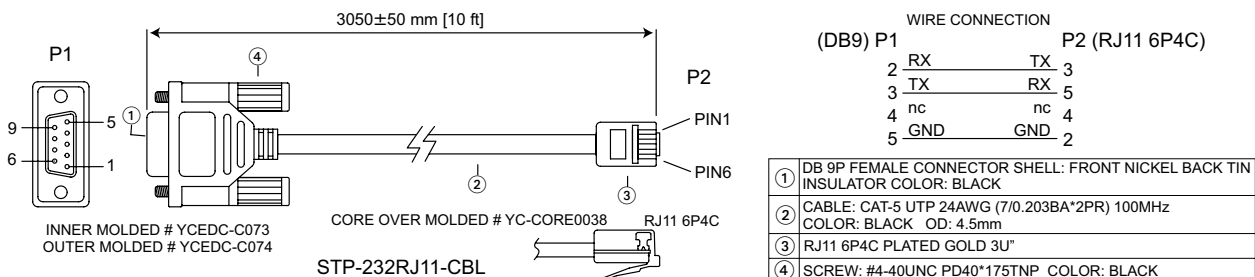 3050±50 mm [10 ft]
P1
④
P2
①
9
5
6
1
PIN1
PIN6
②
③
INNER MOLDED # YCEDC-C073
OUTER MOLDED # YCEDC-C074
CORE OVER MOLDED # YC-CORE0038
RJ11 6P4C
STP-232RJ11-CBL
WIRE CONNECTION
(DB9) P1 P2 (RJ11 6P4C)
2 RX TX 3
3 TX RX 5
4 nc nc 4
5 GND GND 2
① DB 9P FEMALE CONNECTOR SHELL: FRONT NICKEL BACK TIN
INSULATOR COLOR: BLACK
② CABLE: CAT-5 UTP 24AWG (7/0.203BA*2PR) 100MHz
COLOR: BLACK OD: 4.5mm
③ RJ11 6P4C PLATED GOLD 3U"
④ SCREW: #4-40UNC PD40*175TNP COLOR: BLACK